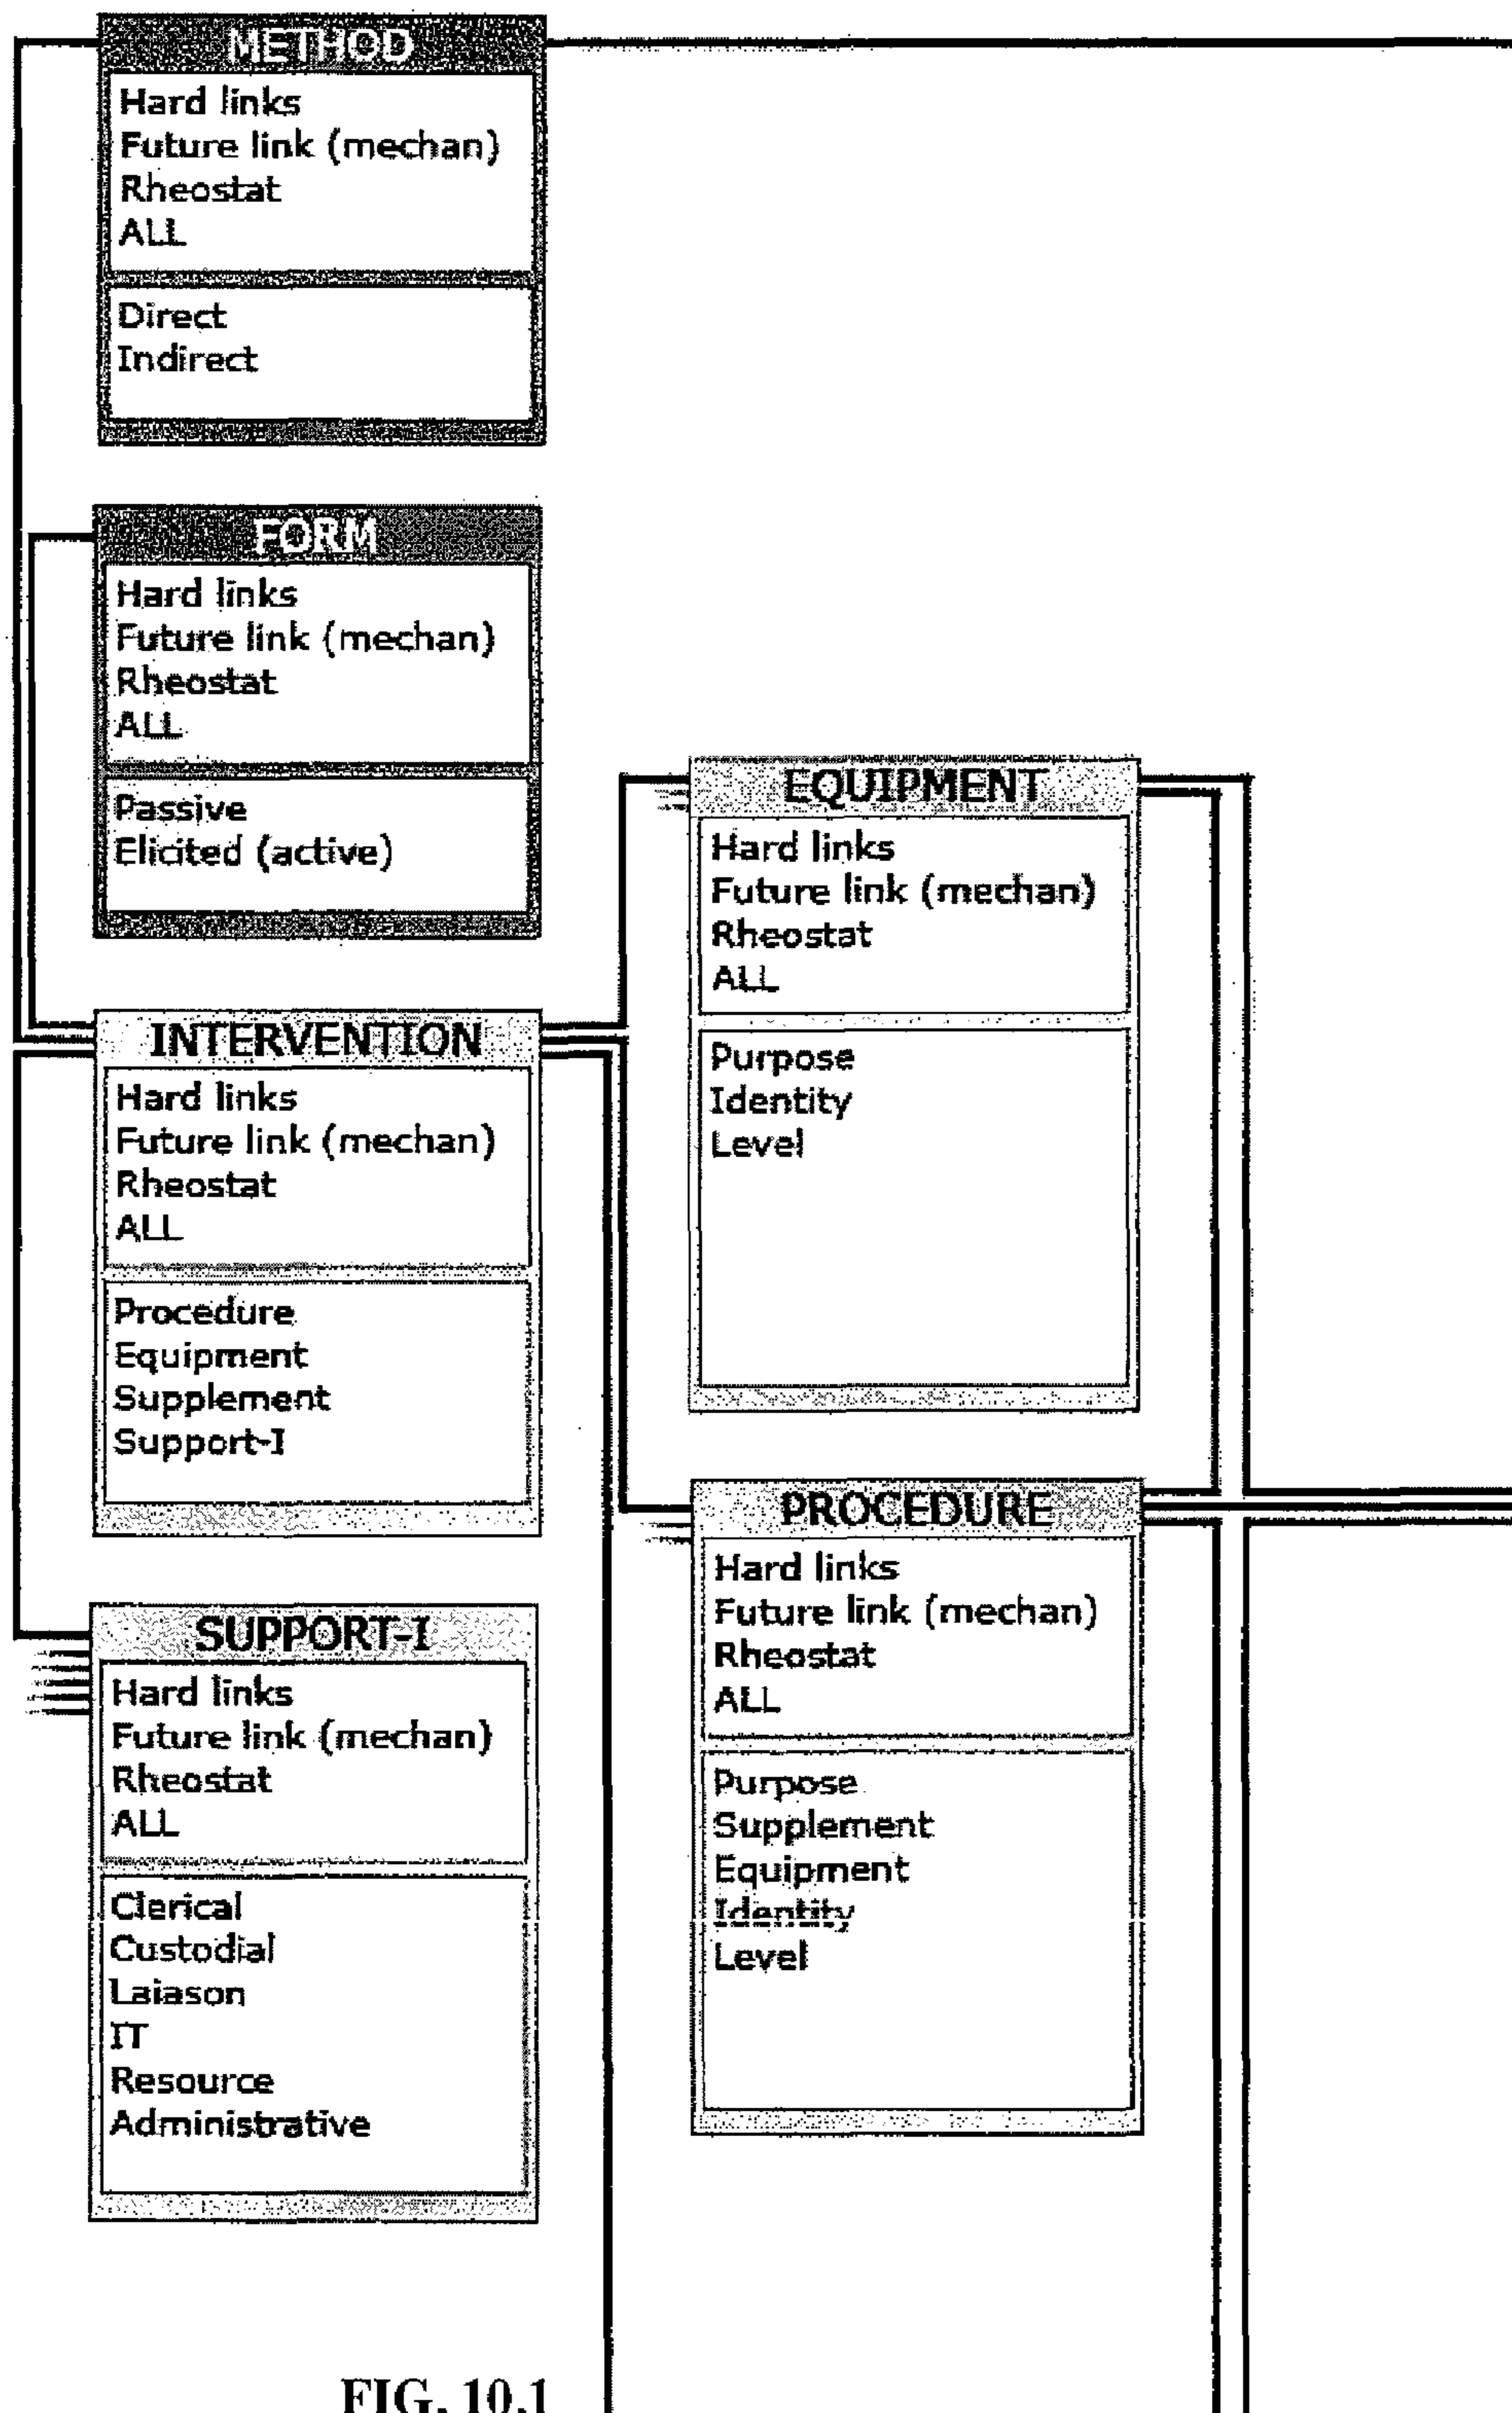 METHOD
Hard links
Future link (mechan)
Rheostat
ALL
Direct
Indirect
FORM
Hard links
Future link (mechan)
Rheostat
ALL
Passive
Elicited (active)
INTERVENTION
Hard links
Future link (mechan)
Rheostat
ALL
Procedure
Equipment
Supplement
Support-I
SUPPORT-I
Hard links
Future link (mechan)
Rheostat
ALL
Clerical
Custodial
Laiason
IT
Resource
Administrative
EQUIPMENT
Hard links
Future link (mechan)
Rheostat
ALL
Purpose
Identity
Level
PROCEDURE
Hard links
Future link (mechan)
Rheostat
ALL
Purpose
Supplement
Equipment
Identity
Level
FIG. 10.1